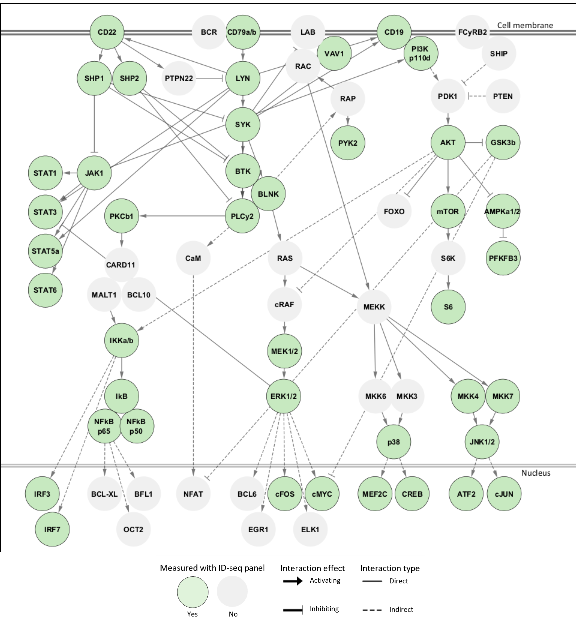 Cell membrane
CD22
BCR
CD79a/b
LAB
CD19
FCyRB2
VAV1
PI3K
p110d
SHIP
RAC
SHP1
SHP2
PTPN22
LYN
RAP
PDK1
PTEN
SYK
PYK2
AKT
GSK3b
STAT1
JAK1
BTK
BLNK
STAT3
PKCb1
PLCy2
FOXO
mTOR
AMPKa1/2
STAT5a
CARD11
CaM
RAS
S6K
PFKFB3
STAT6
MALT1
BCL10
cRAF
MEKK
S6
IKKa/b
MEK1/2
IkB
ERK1/2
MKK6
MKK3
MKK4
MKK7
NFkB
p65
NFkB
p50
p38
JNK1/2
Nucleus
IRF3
BCL-XL
BFL1
NFAT
BCL6
cFOS
cMYC
MEF2C
CREB
ATF2
cJUN
IRF7
OCT2
EGR1
ELK1
Measured with ID-seq panel
Yes
No
Interaction effect
Activating
Inhibiting
Interaction type
Direct
Indirect